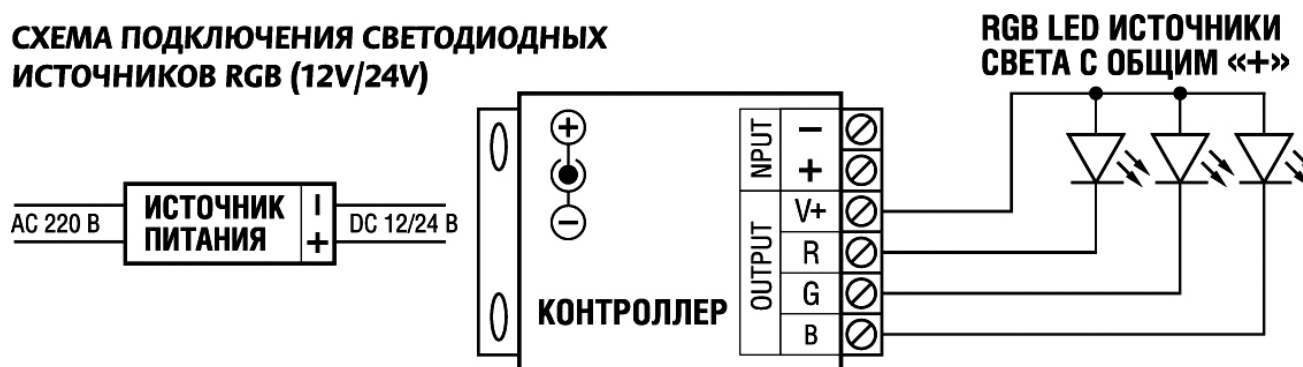 СХЕМА ПОДКЛЮЧЕНИЯ СВЕТОДИОДНЫХ
ИСТОЧНИКОВ RGB (12V/24V)
RGB LED ИСТОЧНИКИ
СВЕТА С ОБЩИМ «+»
AC 220 В
ИСТОЧНИК
ПИТАНИЯ
–
+
DC 12/24 В
+
–
КОНТРОЛЛЕР
NPUT
–
+
OUTPUT
V+
R
G
B